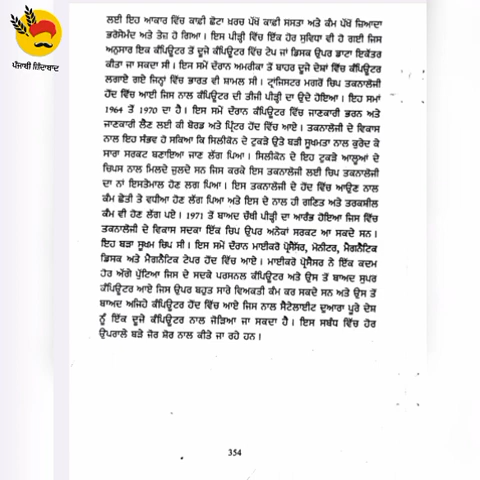 ਪੰਜਾਬੀ ਜ਼ਿੰਦਾਬਾਦ
ਲਈ ਇਹ ਆਕਾਰ ਵਿੱਚ ਕਾਫੀ ਛੋਟਾ ਖ਼ਰਚ ਪੱਖੋਂ ਕਾਫੀ ਸਸਤਾ ਅਤੇ ਕੰਮ ਪੱਖੋ ਜ਼ਿਆਦਾ
ਭਰੋਸੇਮੰਦ ਅਤੇ ਤੇਜ਼ ਹੋ ਗਿਆ। ਇਸ ਪੀੜ੍ਹੀ ਵਿੱਚ ਇੱਕ ਹੋਰ ਸੁਵਿਧਾ ਵੀ ਹੋ ਗਈ ਜਿਸ
ਅਨੁਸਾਰ ਇਕ ਕੰਪਿਊਟਰ ਤੋਂ ਦੂਜੇ ਕੰਪਿਊਟਰ ਵਿੱਚ ਟੇਪ ਜਾਂ ਡਿਸਕ ਉਪਰ ਡਾਟਾ ਇਕੱਤਰ
ਕੀਤਾ ਜਾ ਸਕਦਾ ਸੀ। ਇਸ ਸਮੇਂ ਦੌਰਾਨ ਅਮਰੀਕਾ ਤੋਂ ਬਾਹਰ ਦੂਜੇ ਦੇਸ਼ਾਂ ਵਿੱਚ ਕੰਪਿਊਟਰ
ਲਗਾਏ ਗਏ ਜਿਨ੍ਹਾਂ ਵਿੱਚ ਭਾਰਤ ਵੀ ਸ਼ਾਮਲ ਸੀ। ਟ੍ਰਾਂਜਿਸਟਰ ਮਗਰੋਂ ਚਿਪ ਤਕਨਾਲੋਜੀ
ਹੋਂਦ ਵਿੱਚ ਆਈ ਜਿਸ ਨਾਲ ਕੰਪਿਊਟਰ ਦੀ ਤੀਜੀ ਪੀੜ੍ਹੀ ਦਾ ਉਦੇ ਹੋਇਆ। ਇਹ ਸਮਾਂ
1964 ਤੋਂ 1970 ਦਾ ਹੈ। ਇਸ ਸਮੇਂ ਦੌਰਾਨ ਕੰਪਿਊਟਰ ਵਿੱਚ ਜਾਣਕਾਰੀ ਭਰਨ ਅਤੇ
ਜਾਣਕਾਰੀ ਲੈਣ ਲਈ ਕੀ ਬੋਰਡ ਅਤੇ ਪ੍ਰਿੰਟਰ ਹੋਂਦ ਵਿੱਚ ਆਏ। ਤਕਨਾਲੋਜੀ ਦੇ ਵਿਕਾਸ
ਨਾਲ ਇਹ ਸੰਭਵ ਹੋ ਸਕਿਆ ਕਿ ਸਿਲੀਕੋਨ ਦੇ ਟੁਕੜੇ ਉਤੇ ਬੜੀ ਸੂਖਮਤਾ ਨਾਲ ਕੁਰੇਦ ਕੇ
ਸਾਰਾ ਸਰਕਟ ਬਣਾਇਆ ਜਾਣ ਲੱਗ ਪਿਆ। ਸਿਲੀਕੋਨ ਦੇ ਇਹ ਟੁਕੜੇ ਆਲੂਆਂ ਦੇ
ਚਿਪਸ ਨਾਲ ਮਿਲਦੇ ਜੁਲਦੇ ਸਨ ਜਿਸ ਕਰਕੇ ਇਸ ਤਕਨਾਲੋਜੀ ਲਈ ਚਿਪ ਤਕਨਾਲੋਜੀ
ਦਾ ਨਾਂ ਇਸਤੇਮਾਲ ਹੋਣ ਲਗ ਪਿਆ। ਇਸ ਤਕਨਾਲੋਜੀ ਦੇ ਹੋਂਦ ਵਿੱਚ ਆਉਣ ਨਾਲ
ਕੰਮ ਛੇਤੀ ਤੇ ਵਧੀਆ ਹੋਣ ਲੱਗ ਪਿਆ ਅਤੇ ਇਸ ਦੇ ਨਾਲ ਹੀ ਗਣਿਤ ਅਤੇ ਤਰਕਸ਼ੀਲ
ਕੰਮ ਵੀ ਹੋਣ ਲੱਗ ਪਏ। 1971 ਤੋਂ ਬਾਅਦ ਚੌਥੀ ਪੀੜੀ ਦਾ ਆਰੰਭ ਹੋਇਆ ਜਿਸ ਵਿੱਚ
ਤਕਨਾਲੋਜੀ ਦੇ ਵਿਕਾਸ ਸਦਕਾ ਇੱਕ ਚਿਪ ਉਪਰ ਅਨੇਕਾਂ ਸਰਕਟ ਆ ਸਕਦੇ ਸਨ।
ਇਹ ਬੜਾ ਸੂਖਮ ਚਿਪ ਸੀ। ਇਸ ਸਮੇਂ ਦੌਰਾਨ ਮਾਈਕਰੋ ਪ੍ਰੋਸੈਸਰ, ਮੋਨੀਟਰ, ਮੈਗਨੈਟਿਕ
ਡਿਸਕ ਅਤੇ ਮੈਗਨੈਟਿਕ ਟੇਪਰ ਹੋਂਦ ਵਿੱਚ ਆਏ। ਮਾਈਕਰੋ ਪ੍ਰੋਸੈਸਰ ਨੇ ਇੱਕ ਕਦਮ
ਹੋਰ ਅੱਗੇ ਪੁੱਟਿਆ ਜਿਸ ਦੇ ਸਦਕੇ ਪਰਸਨਲ ਕੰਪਿਊਟਰ ਅਤੇ ਉਸ ਤੋਂ ਬਾਅਦ ਸੁਪਰ
ਕੰਪਿਊਟਰ ਆਏ ਜਿਸ ਉਪਰ ਬਹੁਤ ਸਾਰੇ ਵਿਅਕਤੀ ਕੰਮ ਕਰ ਸਕਦੇ ਸਨ ਅਤੇ ਉਸ ਤੋਂ
ਬਾਅਦ ਅਜਿਹੇ ਕੰਪਿਊਟਰ ਹੋਂਦ ਵਿੱਚ ਆਏ ਜਿਸ ਨਾਲ ਸੈਟੇਲਾਈਟ ਦੁਆਰਾ ਪੂਰੇ ਦੇਸ਼
ਨੂੰ ਇੱਕ ਦੂਜੇ ਕੰਪਿਊਟਰ ਨਾਲ ਜੋੜਿਆ ਜਾ ਸਕਦਾ ਹੈ। ਇਸ ਸਬੰਧ ਵਿੱਚ ਹੋਰ
ਉਪਰਾਲੇ ਬੜੇ ਜ਼ੋਰ ਸ਼ੋਰ ਨਾਲ ਕੀਤੇ ਜਾ ਰਹੇ ਹਨ।
354